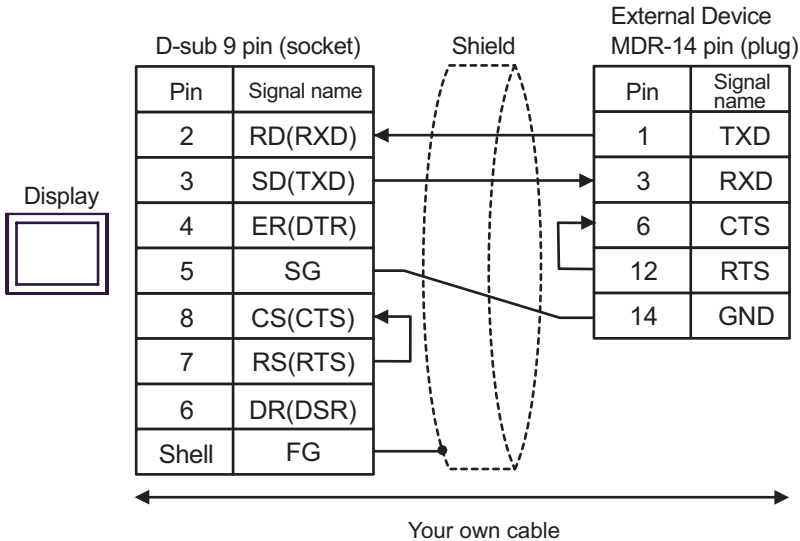 External Device
D-sub 9 pin (socket) Shield MDR-14 pin (plug)
Pin Signal name Pin Signal name
2 RD(RXD) 1 TXD
3 SD(TXD) 3 RXD
Display
4 ER(DTR) 6 CTS
5 SG 12 RTS
8 CS(CTS) 14 GND
7 RS(RTS)
6 DR(DSR)
Shell FG
Your own cable